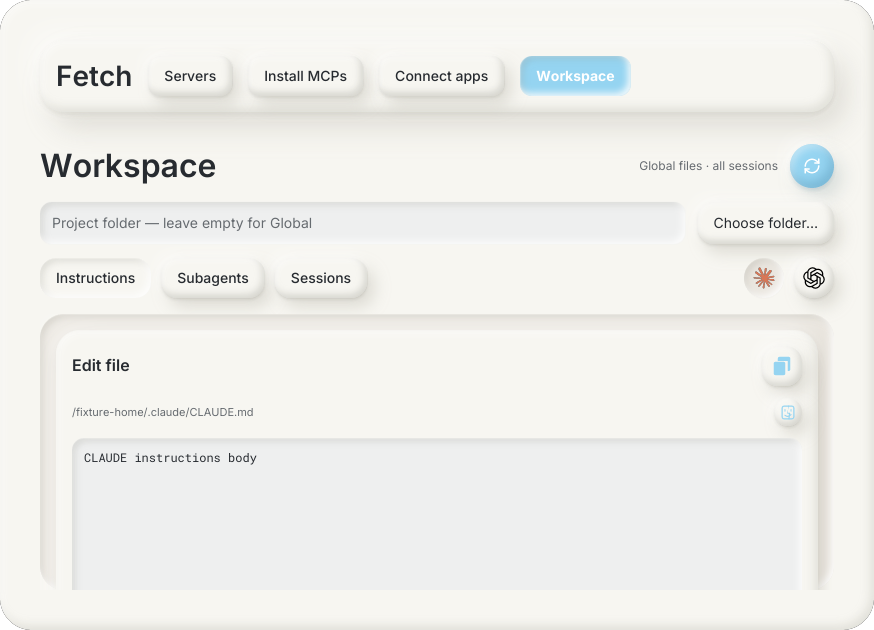 Fetch
Servers
Install MCPs
Connect apps
Workspace
Workspace
Global files · all sessions
Project folder — leave empty for Global
Choose folder...
Instructions
Subagents
Sessions
Edit file
/fixture-home/.claude/CLAUDE.md
CLAUDE instructions body